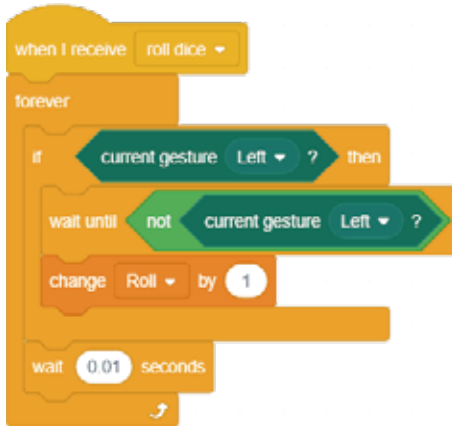 when I receive roll dice
forever
if current gesture Left ? then
wait until not current gesture Left ?
change Roll by 1
wait 0.01 seconds